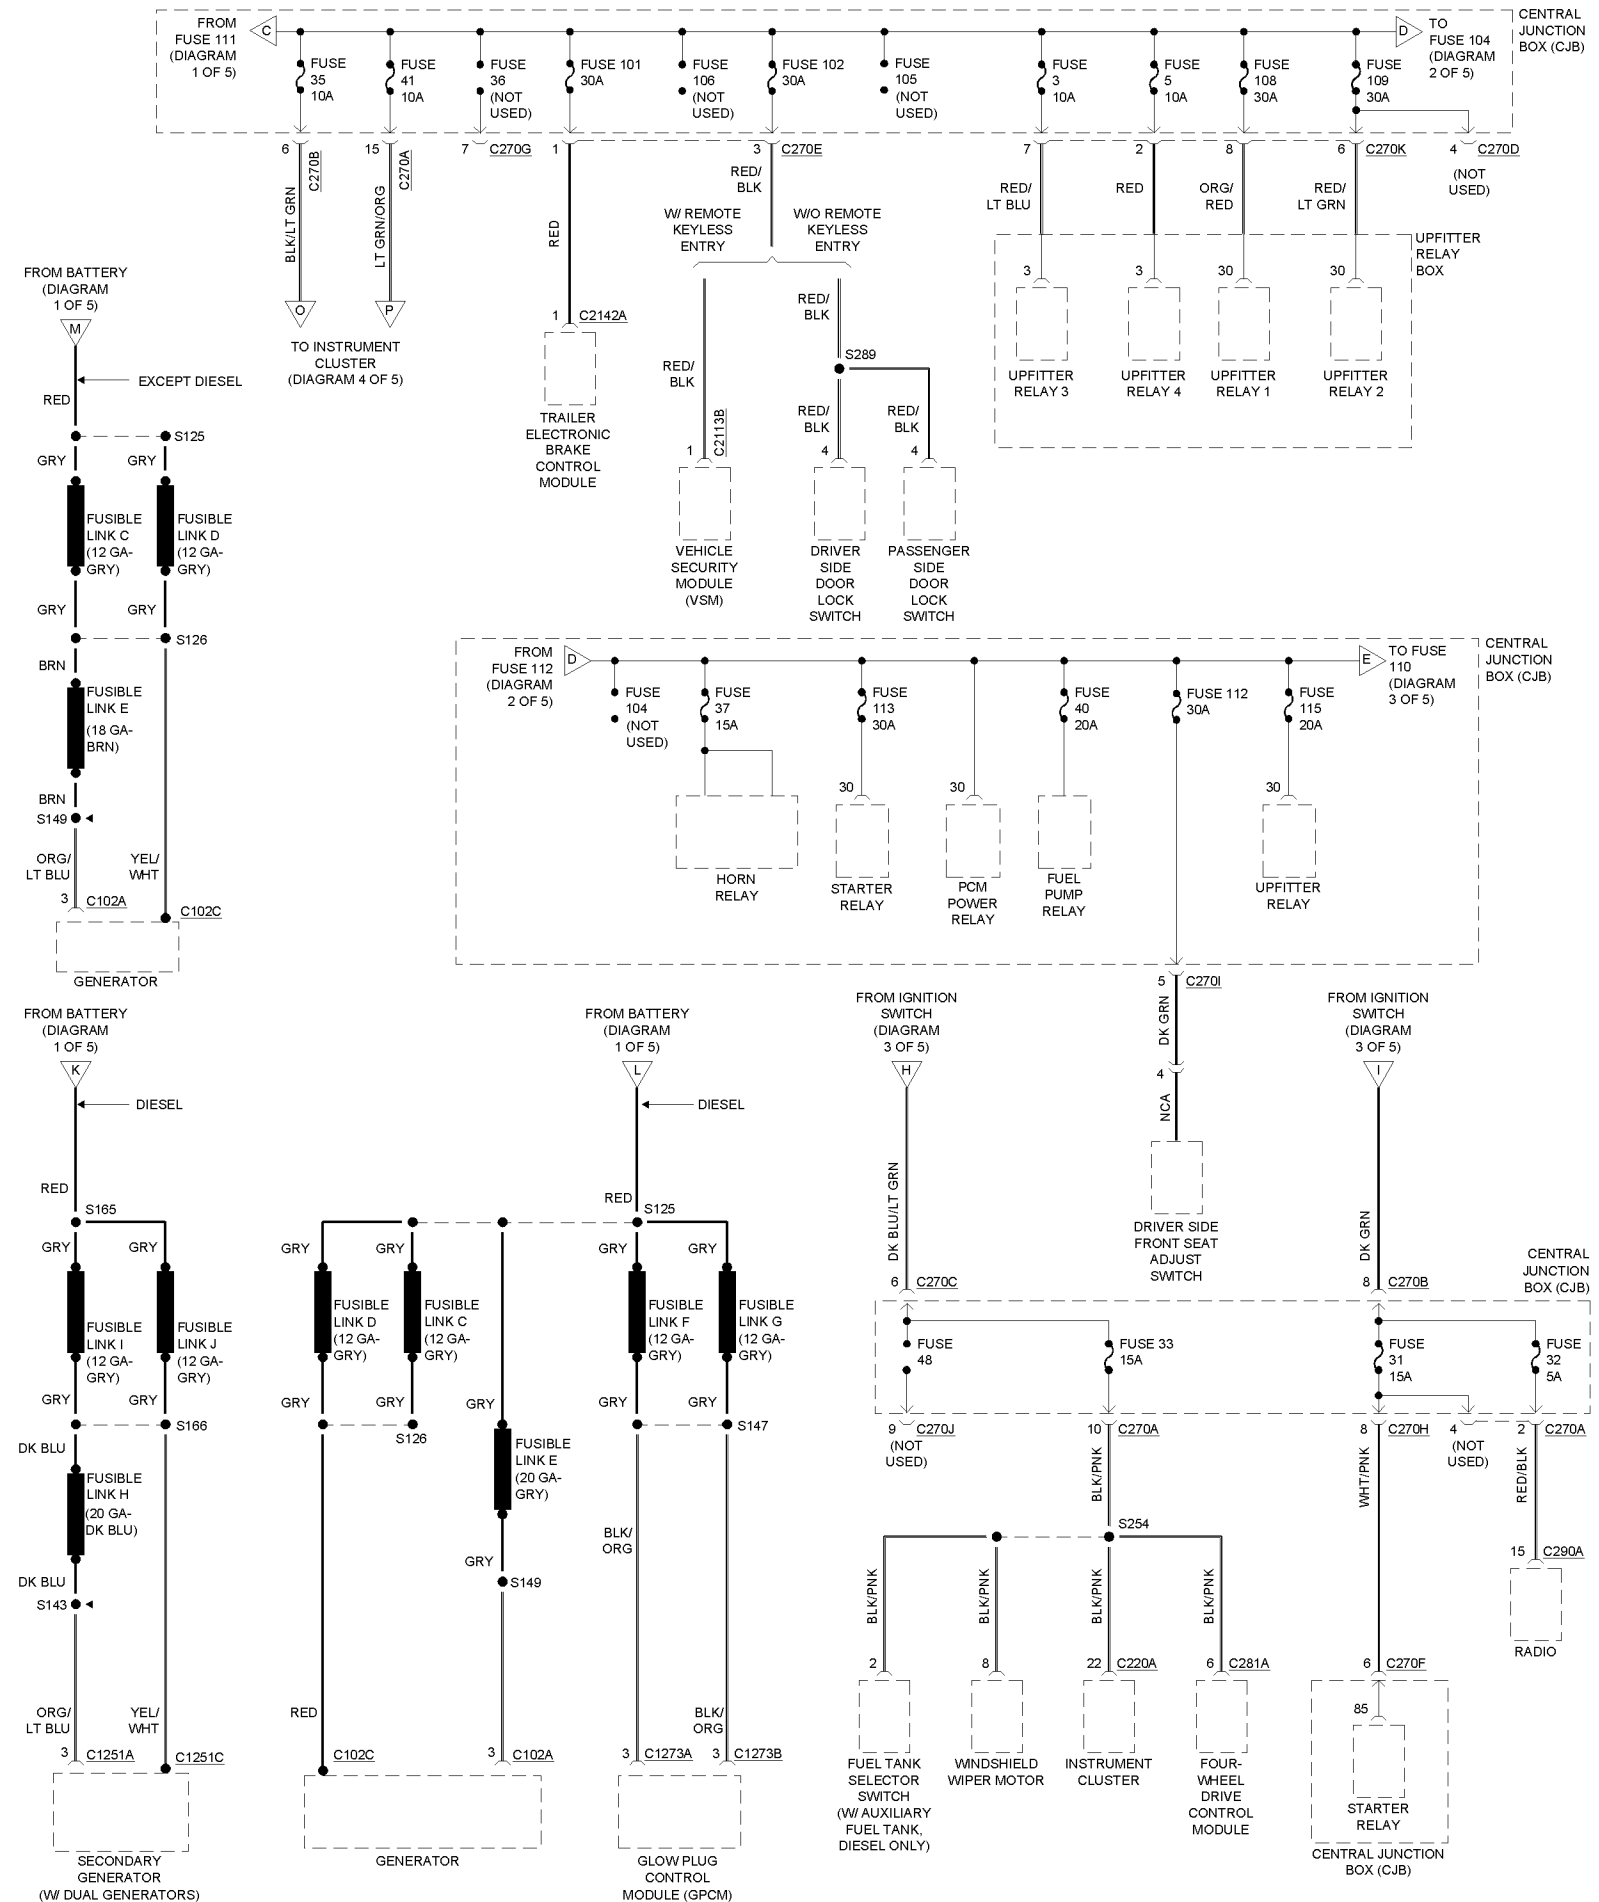 FROM
FUSE 111
(DIAGRAM
1 OF 5)
C
FUSE
35
10A
FUSE
41
10A
FUSE
36
(NOT
USED)
FUSE 101
30A
FUSE
106
(NOT
USED)
FUSE 102
30A
FUSE
105
(NOT
USED)
FUSE
3
10A
FUSE
5
10A
FUSE
108
30A
FUSE
109
30A
D
TO
FUSE 104
(DIAGRAM
2 OF 5)
CENTRAL
JUNCTION
BOX (CJB)
6
C270B
15
C270A
7
C270G
1
3
C270E
7
2
8
6
C270K
4
C270D
(NOT
USED)
BLK/LT GRN
LT GRN/ORG
RED
RED/
BLK
RED/
LT BLU
RED
ORG/
RED
RED/
LT GRN
O
P
TO INSTRUMENT
CLUSTER
(DIAGRAM 4 OF 5)
1
C2142A
TRAILER
ELECTRONIC
BRAKE
CONTROL
MODULE
W/ REMOTE
KEYLESS
ENTRY
W/O REMOTE
KEYLESS
ENTRY
RED/
BLK
RED/
BLK
S289
RED/
BLK
RED/
BLK
1
C2113B
4
4
VEHICLE
SECURITY
MODULE
(VSM)
DRIVER
SIDE
DOOR
LOCK
SWITCH
PASSENGER
SIDE
DOOR
LOCK
SWITCH
UPFITTER
RELAY
BOX
3
3
30
30
UPFITTER
RELAY 3
UPFITTER
RELAY 4
UPFITTER
RELAY 1
UPFITTER
RELAY 2
FROM BATTERY
(DIAGRAM
1 OF 5)
M
EXCEPT DIESEL
RED
S125
GRY
GRY
FUSIBLE
LINK C
(12 GA-
GRY)
FUSIBLE
LINK D
(12 GA-
GRY)
GRY
GRY
S126
BRN
FUSIBLE
LINK E
(18 GA-
BRN)
BRN
S149
ORG/
LT BLU
YEL/
WHT
3
C102A
C102C
GENERATOR
FROM
FUSE 112
(DIAGRAM
2 OF 5)
D
FUSE
104
(NOT
USED)
FUSE
37
15A
FUSE
113
30A
FUSE
40
20A
FUSE 112
30A
FUSE
115
20A
E
TO FUSE
110
(DIAGRAM
3 OF 5)
CENTRAL
JUNCTION
BOX (CJB)
30
30
30
HORN
RELAY
STARTER
RELAY
PCM
POWER
RELAY
FUEL
PUMP
RELAY
UPFITTER
RELAY
5
C270I
DK GRN
4
NCA
DRIVER SIDE
FRONT SEAT
ADJUST
SWITCH
FROM BATTERY
(DIAGRAM
1 OF 5)
K
DIESEL
RED
S165
GRY
GRY
FUSIBLE
LINK I
(12 GA-
GRY)
FUSIBLE
LINK J
(12 GA-
GRY)
GRY
GRY
S166
DK BLU
FUSIBLE
LINK H
(20 GA-
DK BLU)
DK BLU
S143
ORG/
LT BLU
YEL/
WHT
3
C1251A
C1251C
SECONDARY
GENERATOR
(W/ DUAL GENERATORS)
FROM BATTERY
(DIAGRAM
1 OF 5)
L
DIESEL
RED
S125
GRY
GRY
GRY
GRY
FUSIBLE
LINK D
(12 GA-
GRY)
FUSIBLE
LINK C
(12 GA-
GRY)
FUSIBLE
LINK F
(12 GA-
GRY)
FUSIBLE
LINK G
(12 GA-
GRY)
GRY
GRY
GRY
GRY
GRY
S126
S147
FUSIBLE
LINK E
(20 GA-
GRY)
GRY
S149
BLK/
ORG
RED
BLK/
ORG
C102C
3
C102A
3
C1273A
3
C1273B
GENERATOR
GLOW PLUG
CONTROL
MODULE (GPCM)
FROM IGNITION
SWITCH
(DIAGRAM
3 OF 5)
H
FROM IGNITION
SWITCH
(DIAGRAM
3 OF 5)
I
DK BLU/LT GRN
DK GRN
6
C270C
8
C270B
CENTRAL
JUNCTION
BOX (CJB)
FUSE
48
FUSE 33
15A
FUSE
31
15A
FUSE
32
5A
9
C270J
(NOT
USED)
10
C270A
8
C270H
4
(NOT
USED)
2
C270A
BLK/PNK
WHT/PNK
RED/BLK
S254
BLK/PNK
BLK/PNK
BLK/PNK
BLK/PNK
15
C290A
RADIO
2
8
22
C220A
6
C281A
6
C270F
85
FUEL TANK
SELECTOR
SWITCH
(W/ AUXILIARY
FUEL TANK,
DIESEL ONLY)
WINDSHIELD
WIPER MOTOR
INSTRUMENT
CLUSTER
FOUR-
WHEEL
DRIVE
CONTROL
MODULE
STARTER
RELAY
CENTRAL JUNCTION
BOX (CJB)